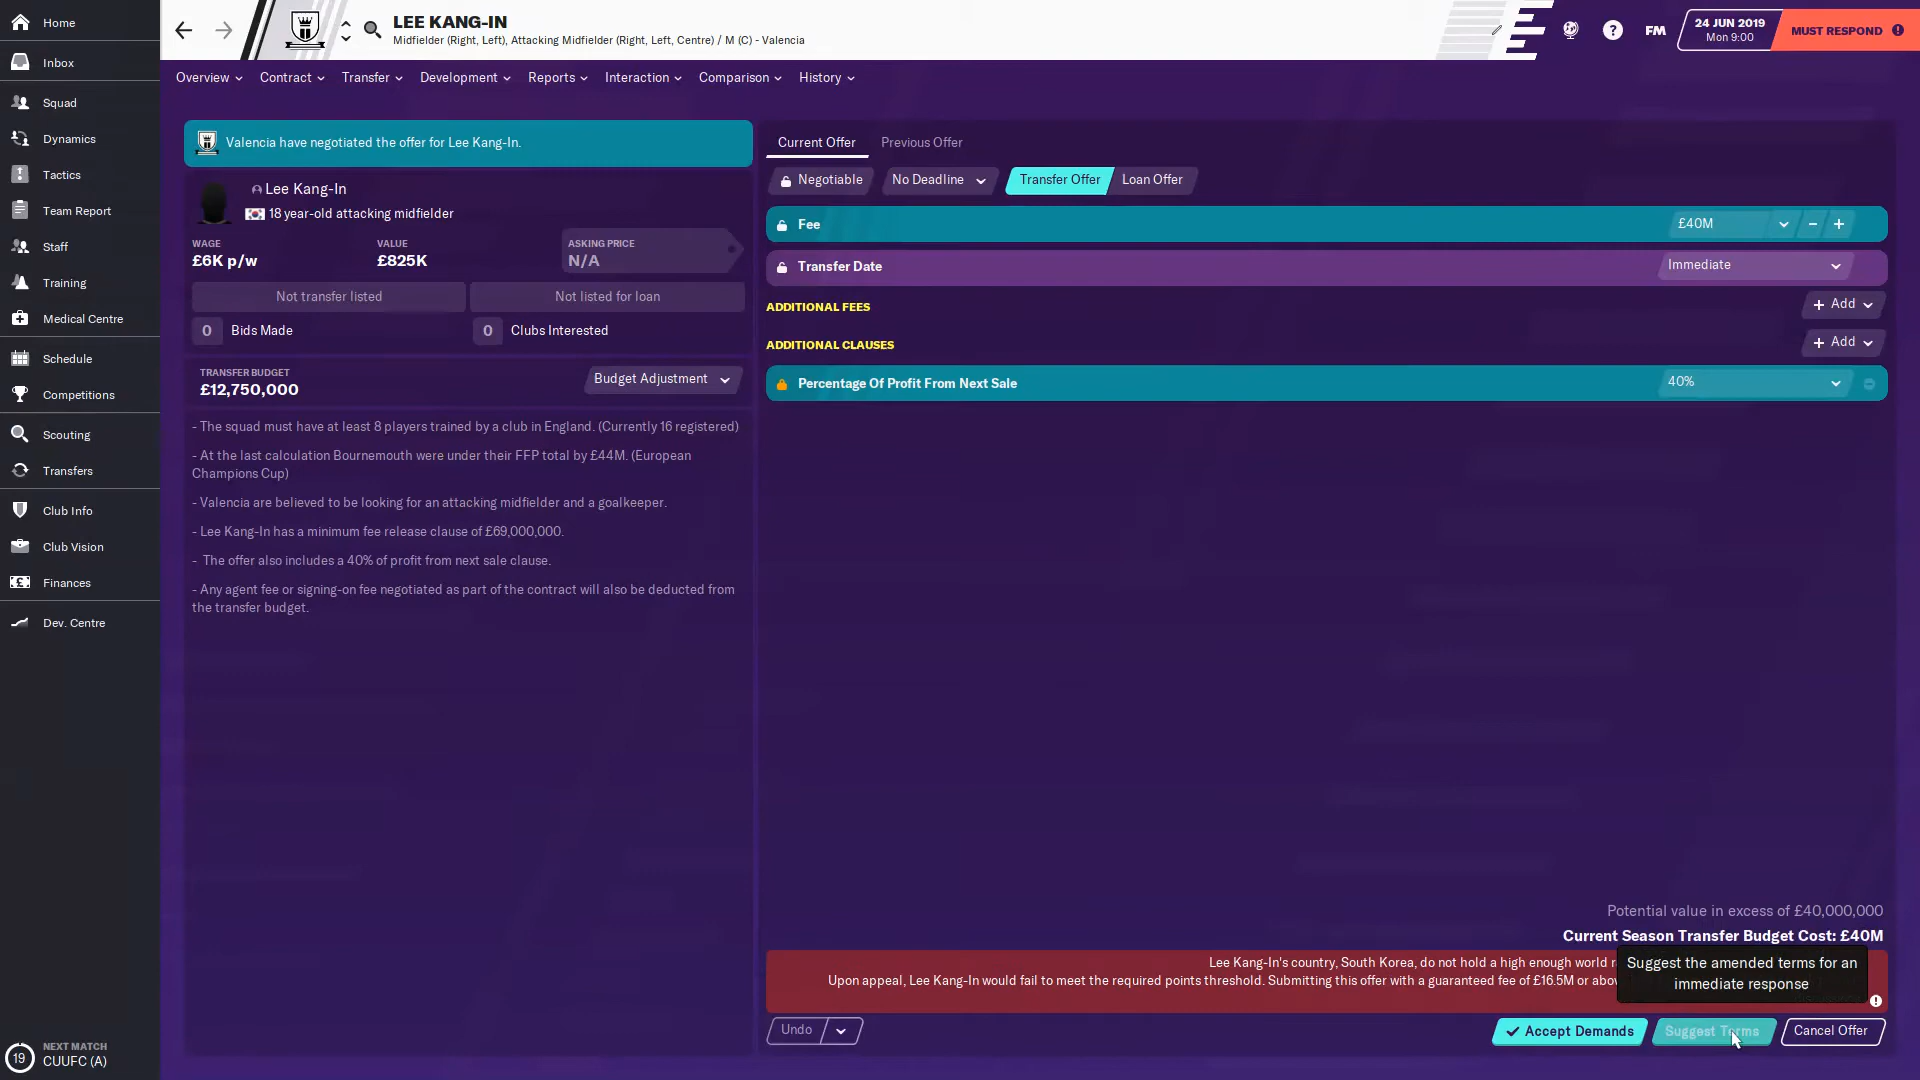 Home
Inbox
Squad
Dynamics
Tactics
Team Report
Staff
Training
Medical Centre
Schedule
Competitions
Scouting
Transfers
Club Info
Club Vision
Finances
Dev. Centre
19
NEXT MATCH
CUUFC (A)
LEE KANG-IN
Midfielder (Right, Left), Attacking Midfielder (Right, Left, Centre) / M (C) - Valencia
?
FM
24 JUN 2019
Mon 9:00
MUST RESPOND
Overview
Contract
Transfer
Development
Reports
Interaction
Comparison
History
Valencia have negotiated the offer for Lee Kang-In.
Lee Kang-In
18 year-old attacking midfielder
WAGE
£6K p/w
VALUE
£825K
ASKING PRICE
N/A
Not transfer listed
Not listed for loan
0 Bids Made
0 Clubs Interested
TRANSFER BUDGET
£12,750,000
Budget Adjustment
- The squad must have at least 8 players trained by a club in England. (Currently 16 registered)
- At the last calculation Bournemouth were under their FFP total by £44M. (European
Champions Cup)
- Valencia are believed to be looking for an attacking midfielder and a goalkeeper.
- Lee Kang-In has a minimum fee release clause of £69,000,000.
- The offer also includes a 40% of profit from next sale clause.
- Any agent fee or signing-on fee negotiated as part of the contract will also be deducted from
the transfer budget.
Current Offer
Previous Offer
Negotiable
No Deadline
Transfer Offer
Loan Offer
Fee
£40M
Transfer Date
Immediate
ADDITIONAL FEES
+ Add
ADDITIONAL CLAUSES
+ Add
Percentage Of Profit From Next Sale
40%
Potential value in excess of £40,000,000
Current Season Transfer Budget Cost: £40M
Lee Kang-In's country, South Korea, do not hold a high enough world
Upon appeal, Lee Kang-In would fail to meet the required points threshold. Submitting this offer with a guaranteed fee of £16.5M or
Suggest the amended terms for an
immediate response
Undo
Accept Demands
Suggest Terms
Cancel Offer